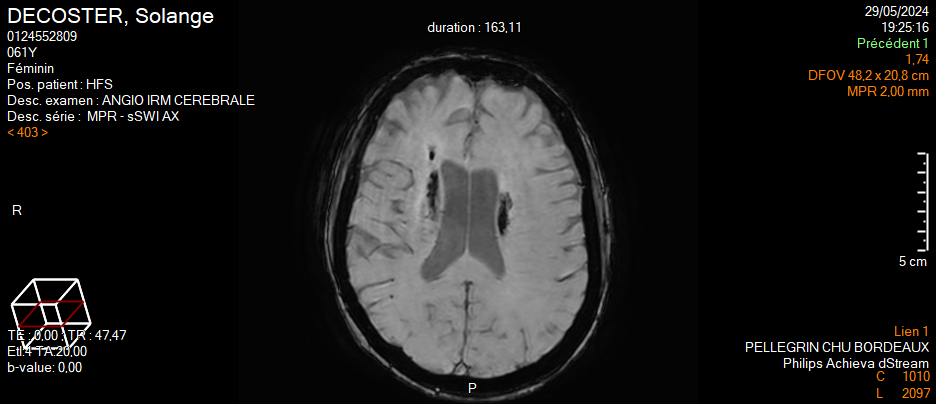 DECOSTER, Solange
0124552809
061Y
Féminin
Pos. patient : HFS
Desc. examen : ANGIO IRM CEREBRALE
Desc. série : MPR - sSWI AX
< 403 >
duration : 163,11
29/05/2024
19:25:16
Précédent 1
1,74
DFOV 48,2 x 20,8 cm
MPR 2,00 mm
R
5 cm
TE : 0,00 : TR : 47,47
Etl:4 TA:20,00
b-value: 0,00
P
Lien 1
PELLEGRIN CHU BORDEAUX
Philips Achieva dStream
C 1010
L 2097